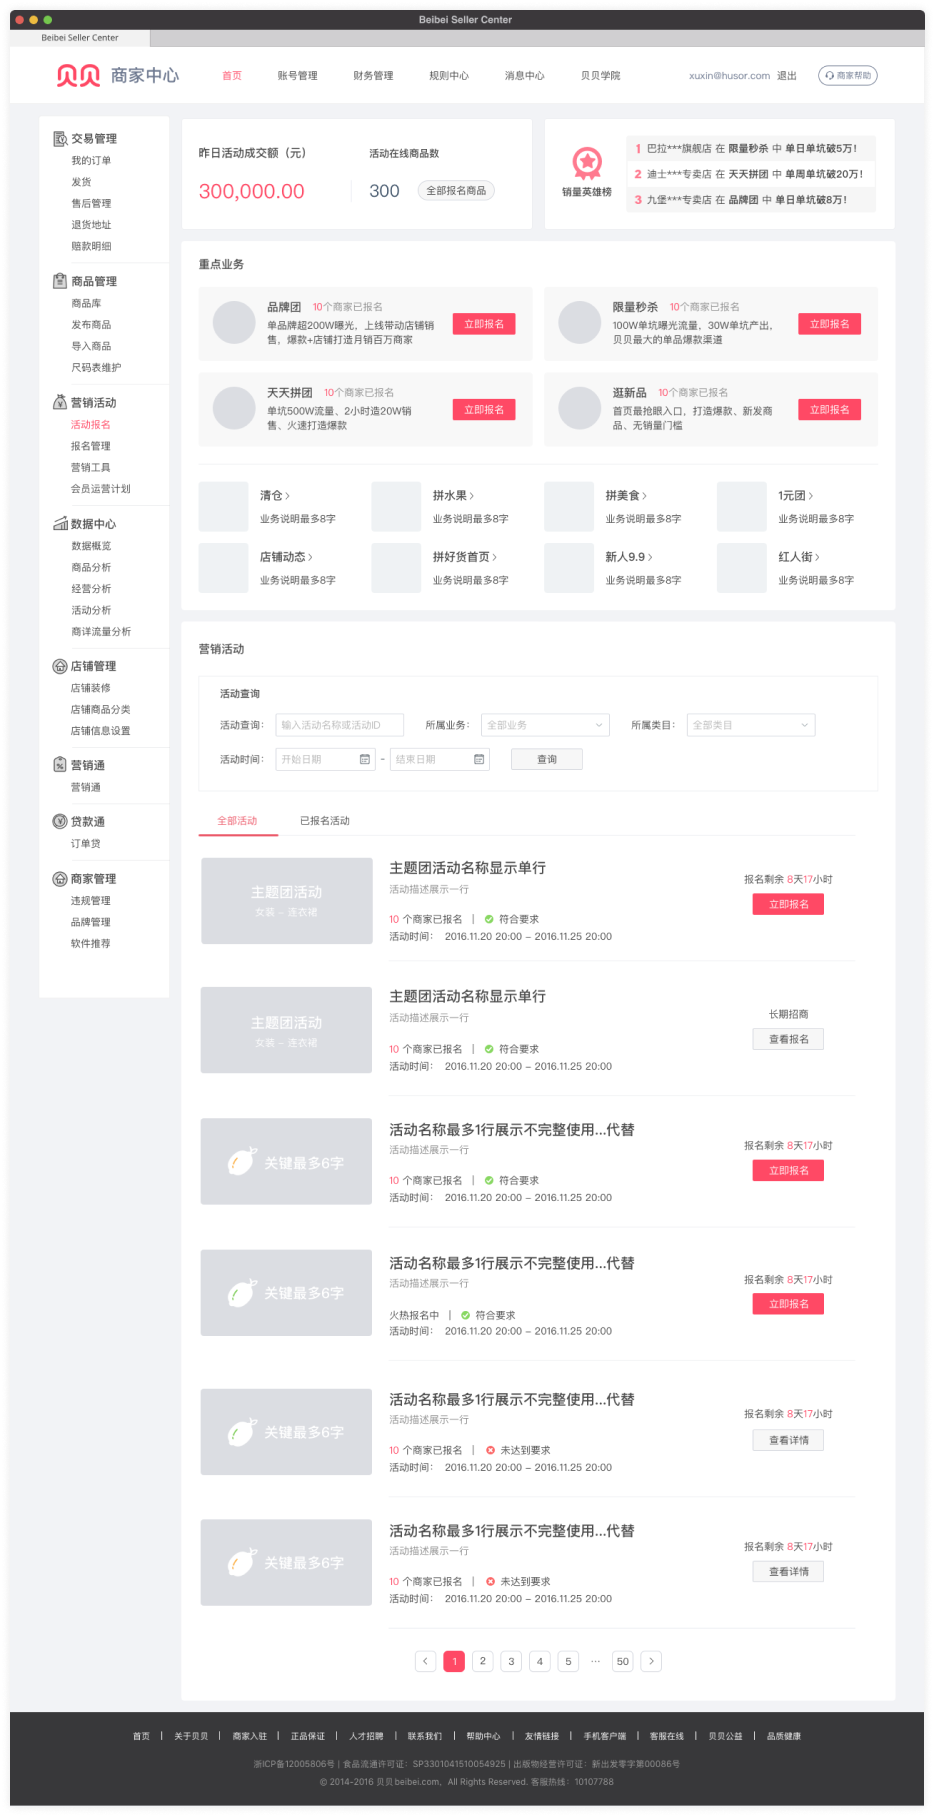 Beibei Seller Center
Beibei Seller Center
贝贝 商家中心 首页 账号管理 财务管理 规则中心 消息中心 贝贝学院 xuxin@husor.com 退出 商家帮助
交易管理
我的订单
发货
售后管理
退货地址
赔款明细
商品管理
商品库
发布商品
导入商品
尺码表维护
营销活动
活动报名
报名管理
营销工具
会员运营计划
数据中心
数据概览
商品分析
经营分析
活动分析
商详流量分析
店铺管理
店铺装修
店铺商品分类
店铺信息设置
营销通
营销通
贷款通
订单贷
商家管理
违规管理
品牌管理
软件推荐
昨日活动成交额（元）
300,000.00
活动在线商品数
300 全部报名商品
销量英雄榜
1 巴拉***旗舰店 在 限量秒杀 中 单日单坑破5万！
2 迪士***专卖店 在 天天拼团 中 单周单坑破20万！
3 九堡***专卖店 在 品牌团 中 单日单坑破8万！
重点业务
品牌团 10个商家已报名
单品牌超200W曝光，上线带动店铺销
售，爆款+店铺打造月销百万商家
立即报名
限量秒杀 10个商家已报名
100W单坑曝光流量，30W单坑产出，
贝贝最大的单品爆款渠道
立即报名
天天拼团 10个商家已报名
单坑500W流量、2小时造20W销
售、火速打造爆款
立即报名
逛新品 10个商家已报名
首页最抢眼入口，打造爆款、新发商
品、无销量门槛
立即报名
清仓 >
业务说明最多8字
拼水果 >
业务说明最多8字
拼美食 >
业务说明最多8字
1元团 >
业务说明最多8字
店铺动态 >
业务说明最多8字
拼好货首页 >
业务说明最多8字
新人9.9 >
业务说明最多8字
红人街 >
业务说明最多8字
营销活动
活动查询
活动查询： 输入活动名称或活动ID 所属业务： 全部业务 所属类目： 全部类目
活动时间： 开始日期 - 结束日期 查询
全部活动 已报名活动
主题团活动
女装 – 连衣裙
主题团活动名称显示单行
活动描述展示一行
10 个商家已报名 | 符合要求
活动时间： 2016.11.20 20:00 – 2016.11.25 20:00
报名剩余 8天17小时
立即报名
主题团活动
女装 – 连衣裙
主题团活动名称显示单行
活动描述展示一行
10 个商家已报名 | 符合要求
活动时间： 2016.11.20 20:00 – 2016.11.25 20:00
长期招商
查看报名
关键最多6字
活动名称最多1行展示不完整使用...代替
活动描述展示一行
10 个商家已报名 | 符合要求
活动时间： 2016.11.20 20:00 – 2016.11.25 20:00
报名剩余 8天17小时
立即报名
关键最多6字
活动名称最多1行展示不完整使用...代替
活动描述展示一行
火热报名中 | 符合要求
活动时间： 2016.11.20 20:00 – 2016.11.25 20:00
报名剩余 8天17小时
立即报名
关键最多6字
活动名称最多1行展示不完整使用...代替
活动描述展示一行
10 个商家已报名 | 未达到要求
活动时间： 2016.11.20 20:00 – 2016.11.25 20:00
报名剩余 8天17小时
查看详情
关键最多6字
活动名称最多1行展示不完整使用...代替
活动描述展示一行
10 个商家已报名 | 未达到要求
活动时间： 2016.11.20 20:00 – 2016.11.25 20:00
报名剩余 8天17小时
查看详情
< 1 2 3 4 5 ··· 50 >
首页 | 关于贝贝 | 商家入驻 | 正品保证 | 人才招聘 | 联系我们 | 帮助中心 | 友情链接 | 手机客户端 | 客服在线 | 贝贝公益 | 品质健康
浙ICP备12005806号 | 食品流通许可证：SP3301041510054925 | 出版物经营许可证：新出发零字第00086号
© 2014-2016 贝贝 beibei.com，All Rights Reserved. 客服热线：10107788